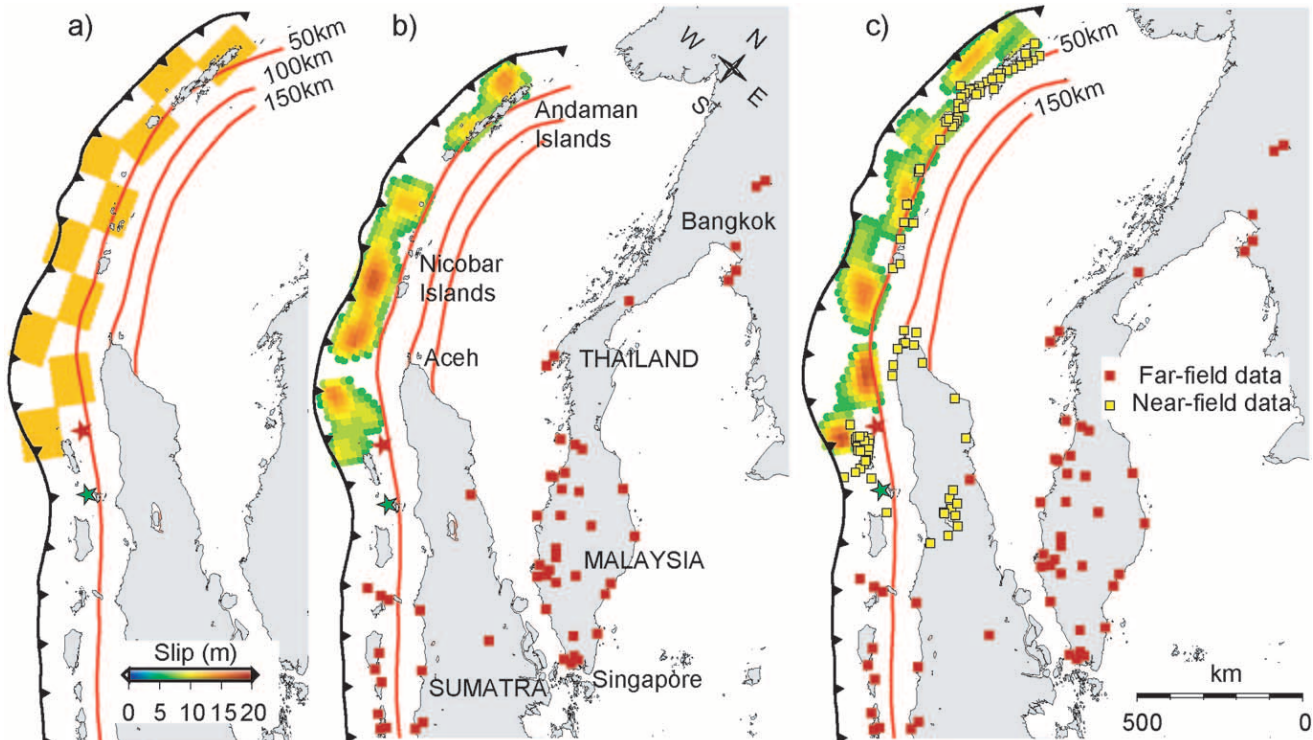 a)
50km
100km
150km
Slip (m)
0 5 10 15 20
b)
N
W
E
S
Andaman
Islands
Bangkok
Nicobar
Islands
Aceh
THAILAND
MALAYSIA
SUMATRA
Singapore
c)
50km
150km
Far-field data
Near-field data
km
500 0